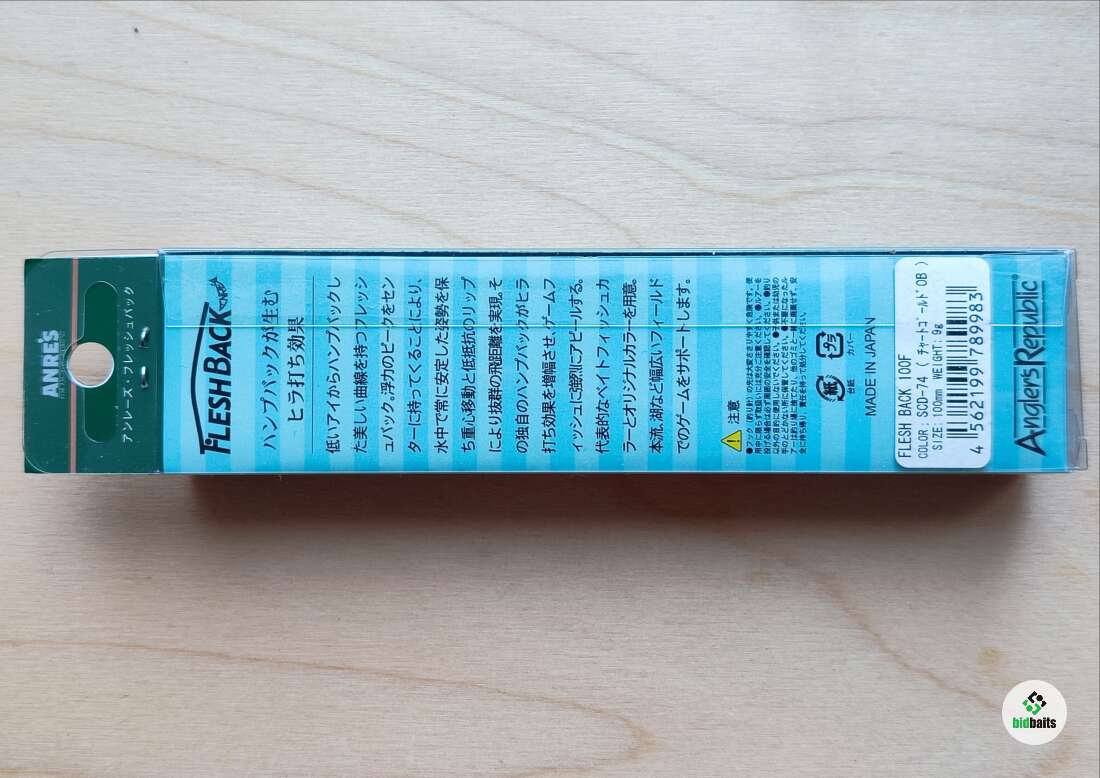 ANRE'S
アンレーズ・フレッシュバック
FLESH BACK
ハンプバックが生む
ヒラ打ち効果
低いアイからハンプバックし
た美しい曲線を持つフレッシ
ュバック。浮力のピークをセン
ターに持ってくることにより、
水中で常に安定した姿勢を保
ち重心移動と低抵抗のリップ
により抜群の飛距離を実現。そ
の独自のハンプバックがヒラ
打ち効果を増幅させ、ゲームフ
ィッシュに強烈にアピールする。
代表的なベイトフィッシュカ
ラーとオリジナルカラーを用意。
本流、湖など幅広いフィールド
でのゲームをサポートします。
注意
紙
台紙
プラ
カバー
MADE IN JAPAN
FLESH BACK 100F
COLOR : SCD-74 ( チャートゴールドOB )
SIZE: 100mm WEIGHT: 9g
4 562199 789983
Angler's Republic
bidbaits